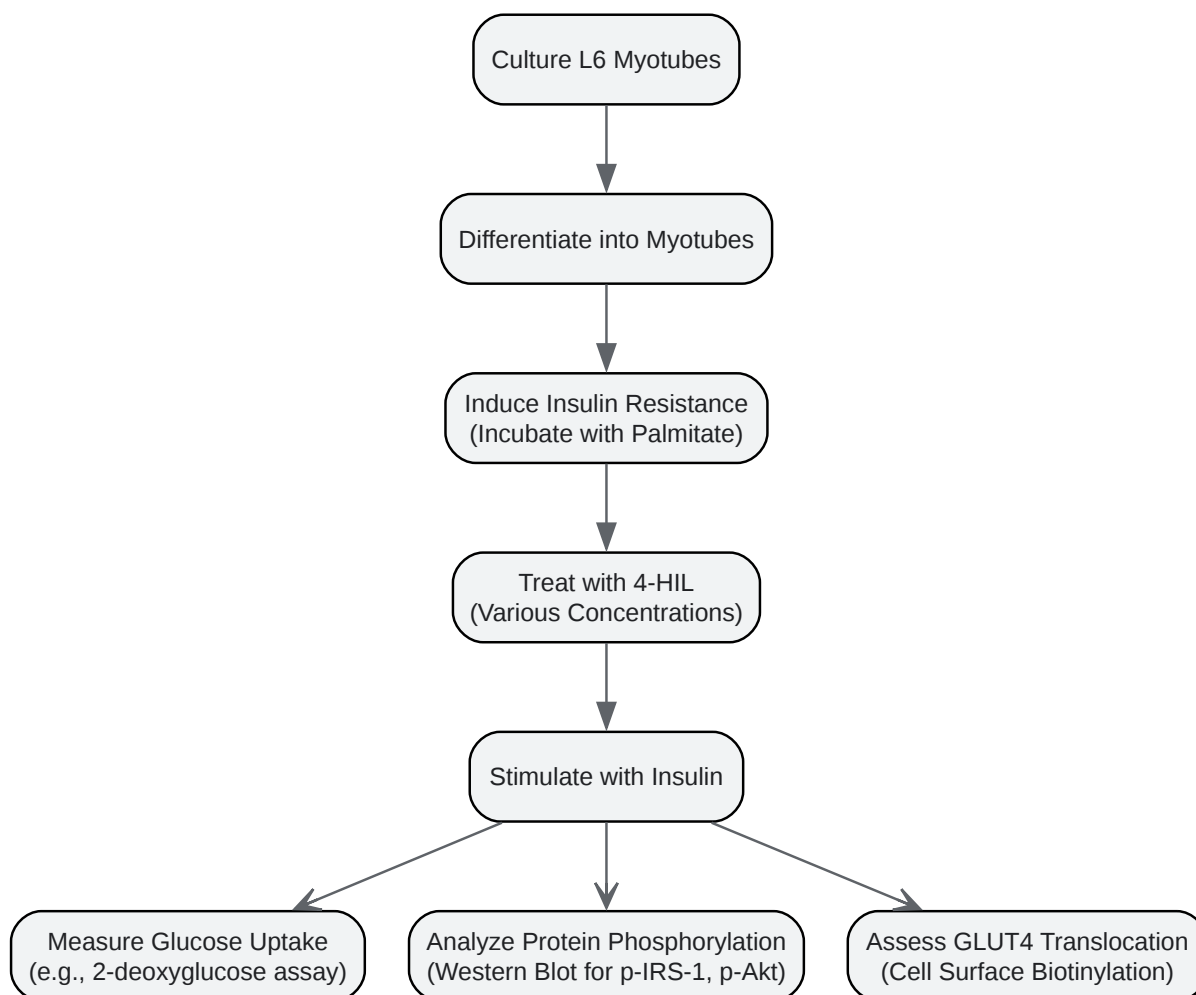 Culture L6 Myotubes
Differentiate into Myotubes
Induce Insulin Resistance
(Incubate with Palmitate)
Treat with 4-HIL
(Various Concentrations)
Stimulate with Insulin
Measure Glucose Uptake
(e.g., 2-deoxyglucose assay)
Analyze Protein Phosphorylation
(Western Blot for p-IRS-1, p-Akt)
Assess GLUT4 Translocation
(Cell Surface Biotinylation)